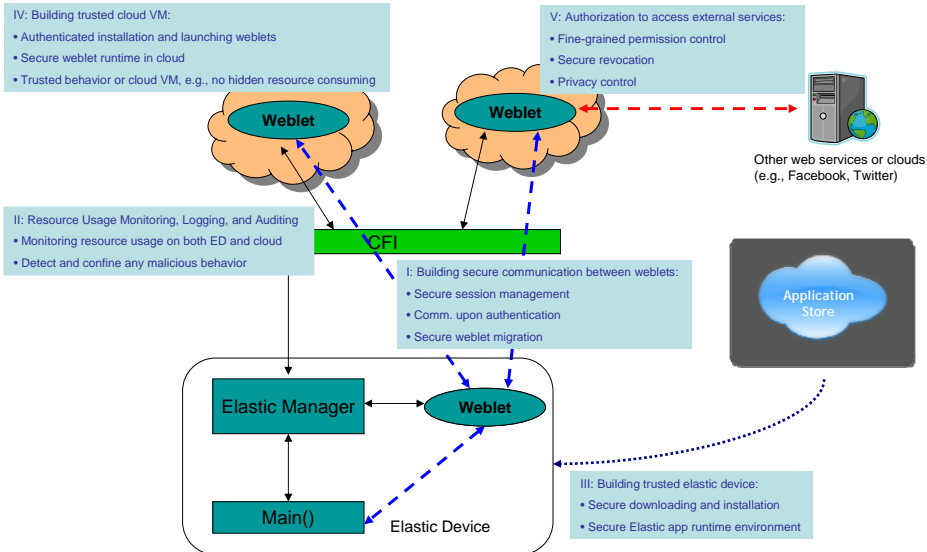 IV: Building trusted cloud VM:
• Authenticated installation and launching weblets
• Secure weblet runtime in cloud
• Trusted behavior or cloud VM, e.g., no hidden resource consuming
V: Authorization to access external services:
• Fine-grained permission control
• Secure revocation
• Privacy control
Weblet
Weblet
Other web services or clouds
(e.g., Facebook, Twitter)
II: Resource Usage Monitoring, Logging, and Auditing
• Monitoring resource usage on both ED and cloud
• Detect and confine any malicious behavior
CFI
I: Building secure communication between weblets:
• Secure session management
• Comm. upon authentication
• Secure weblet migration
Application
Store
Elastic Manager
Weblet
Main()
Elastic Device
III: Building trusted elastic device:
• Secure downloading and installation
• Secure Elastic app runtime environment